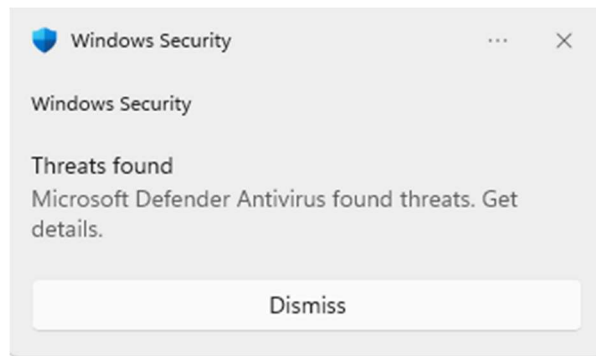 Windows Security
Windows Security
Threats found
Microsoft Defender Antivirus found threats. Get
details.
Dismiss